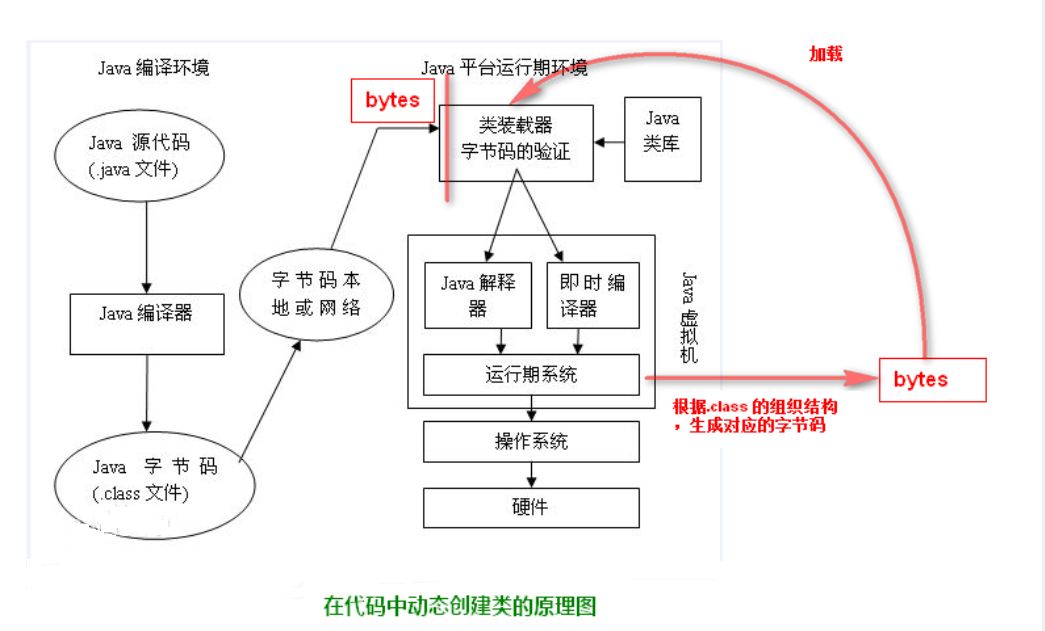 加载
Java 编译环境
Java 平台运行期环境
bytes
Java 源代码
(.java 文件)
类装载器
字节码的验证
Java
类库
字节码本
地或网络
Java 编译器
Java 解释
器
即时编
译器
Java 虚拟机
运行期系统
bytes
根据.class 的组织结构
，生成对应的字节码
操作系统
Java 字节码
(.class 文件)
硬件
在代码中动态创建类的原理图